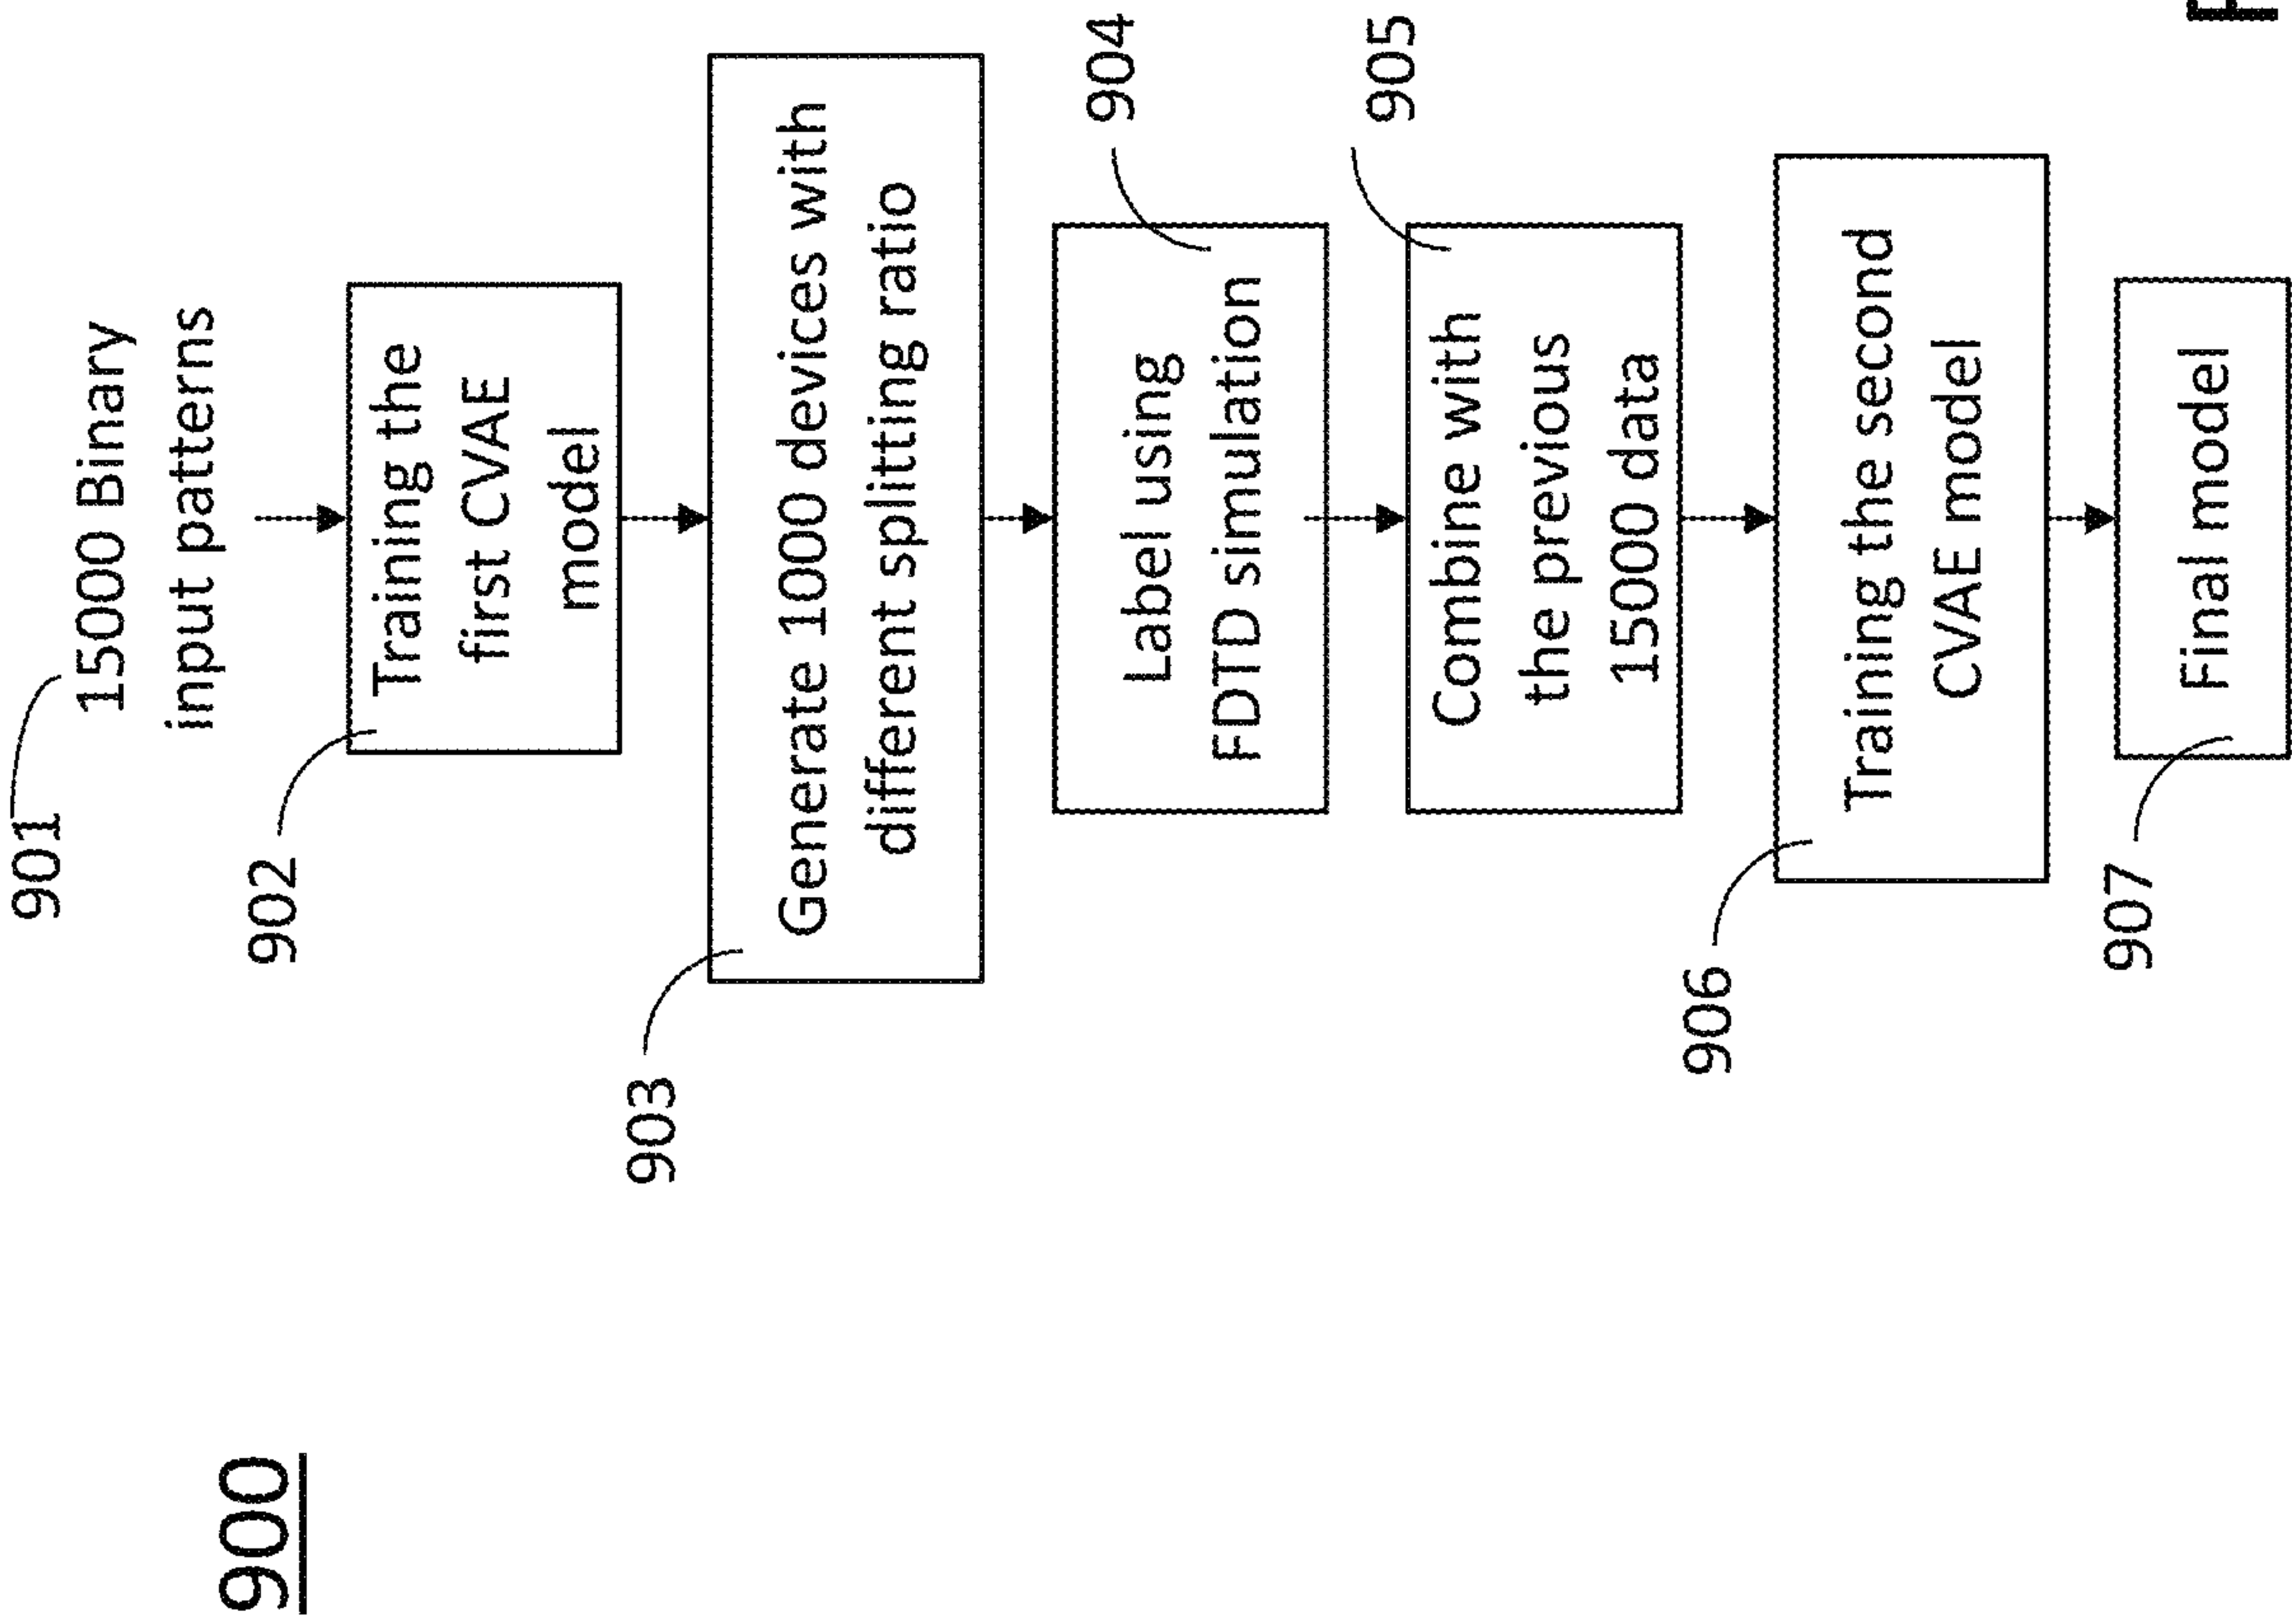 900
901
15000 Binary
input patterns
902
Training the
first CVAE
model
903
Generate 1000 devices with
different splitting ratio
904
Label using
FDTD simulation
905
Combine with
the previous
15000 data
906
Training the second
CVAE model
907
Final model